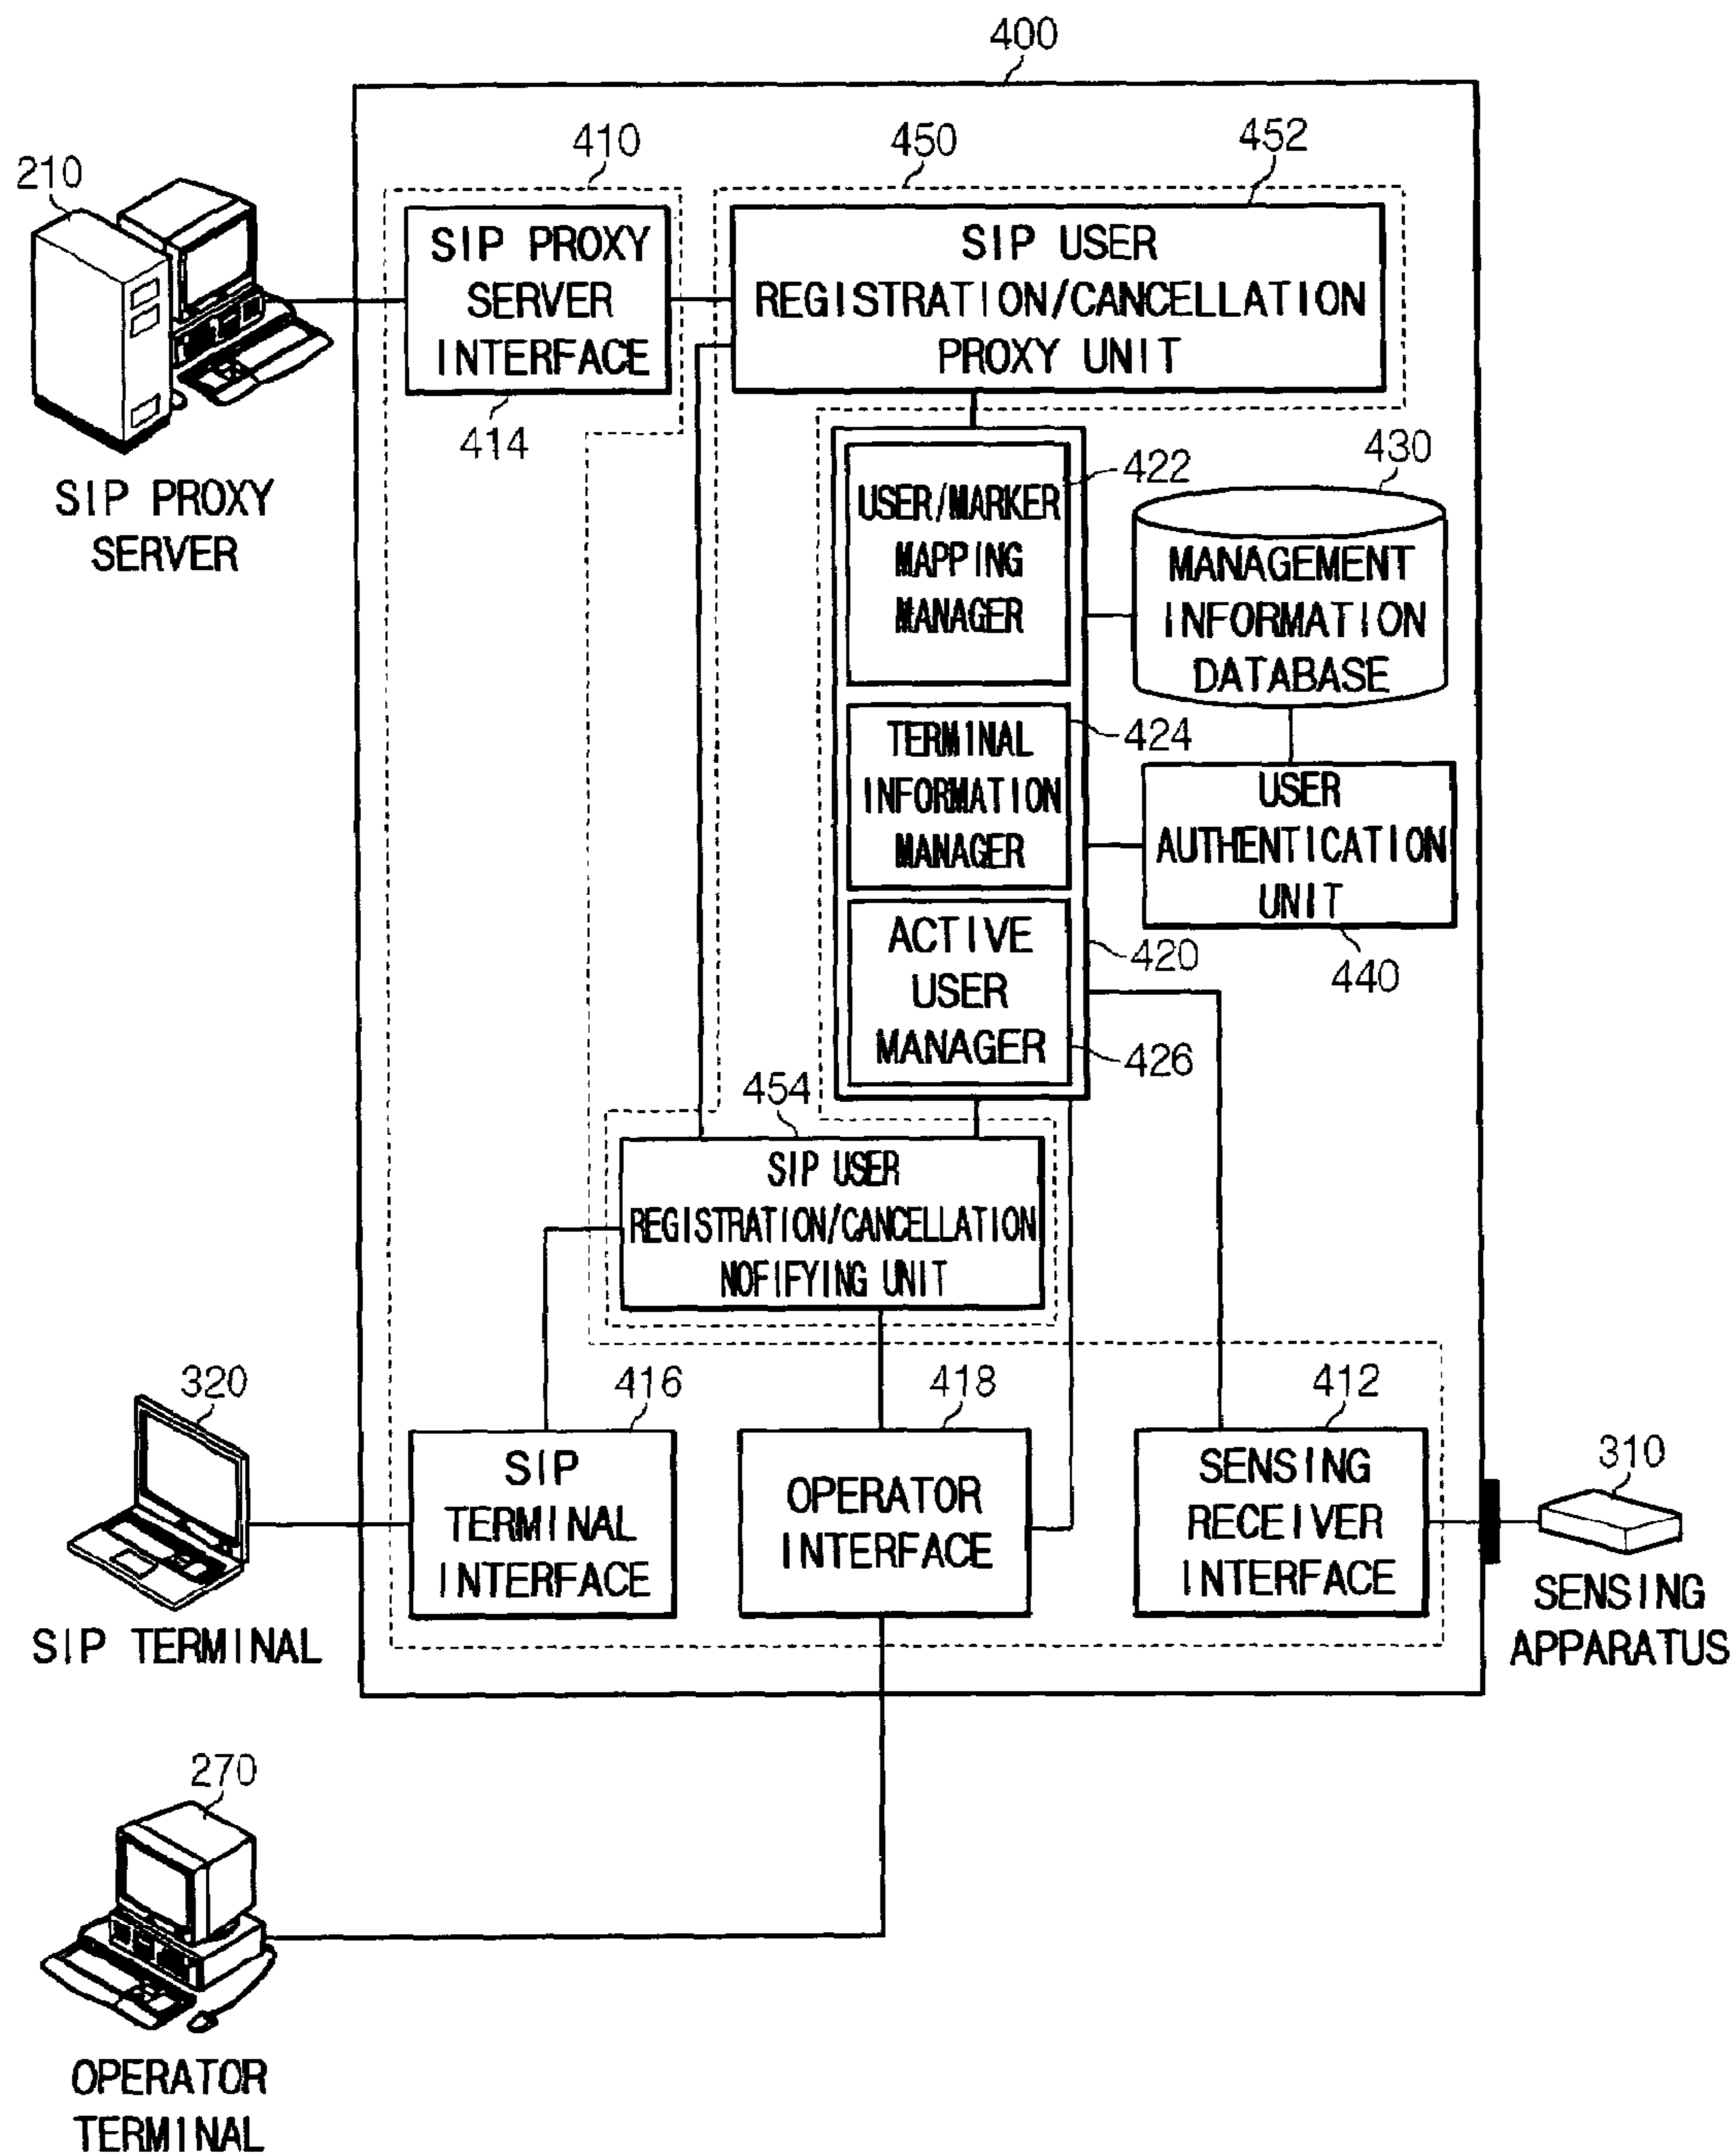 400
410
450
452
210
SIP PROXY
SERVER
INTERFACE
414
SIP USER
REGISTRATION/CANCELLATION
PROXY UNIT
SIP PROXY
SERVER
422
USER/MARKER
MAPPING
MANAGER
430
MANAGEMENT
INFORMATION
DATABASE
424
TERMINAL
INFORMATION
MANAGER
USER
AUTHENTICATION
UNIT
440
420
ACTIVE
USER
MANAGER
426
454
SIP USER
REGISTRATION/CANCELLATION
NOFIFYING UNIT
320
416
418
412
310
SIP
TERMINAL
INTERFACE
OPERATOR
INTERFACE
SENSING
RECEIVER
INTERFACE
SIP TERMINAL
SENSING
APPARATUS
270
OPERATOR
TERMINAL